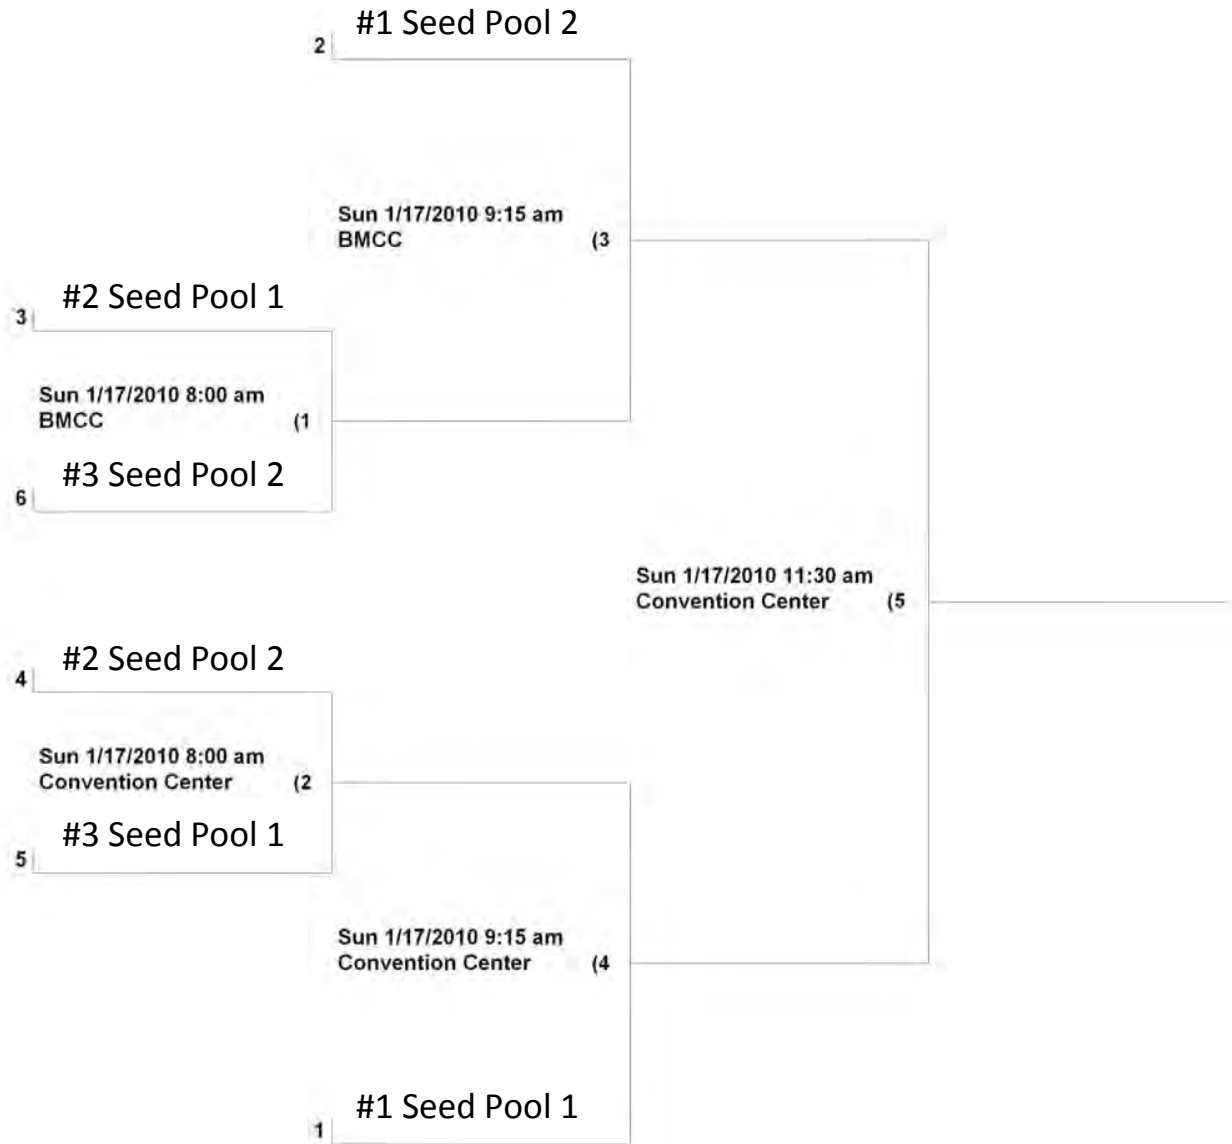 #1 Seed Pool 2
2
Sun 1/17/2010 9:15 am
BMCC (3
#2 Seed Pool 1
3
Sun 1/17/2010 8:00 am
BMCC (1
#3 Seed Pool 2
6
Sun 1/17/2010 11:30 am
Convention Center (5
#2 Seed Pool 2
4
Sun 1/17/2010 8:00 am
Convention Center (2
#3 Seed Pool 1
5
Sun 1/17/2010 9:15 am
Convention Center (4
#1 Seed Pool 1
1